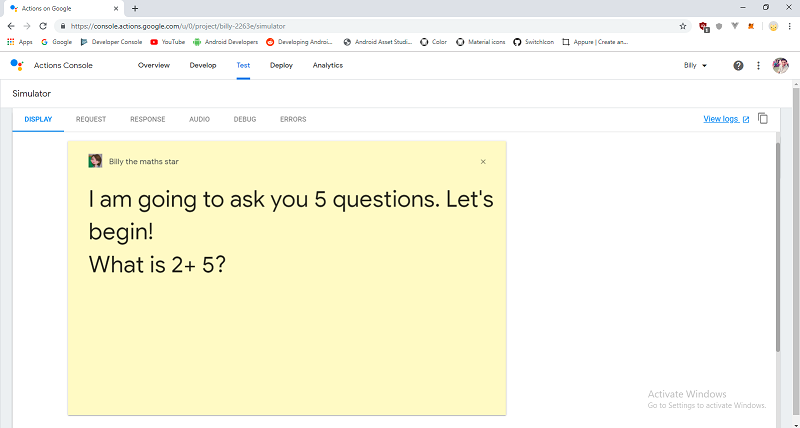 Actions on Google
https://console.actions.google.com/u/0/project/billy-2263e/simulator
Apps Google Developer Console YouTube Android Developers Developing Androi... Android Asset Studi... Color Material icons SwitchIcon Appure | Create an...
Actions Console Overview Develop Test Deploy Analytics Billy
Simulator
DISPLAY REQUEST RESPONSE AUDIO DEBUG ERRORS View logs
Billy the maths star
I am going to ask you 5 questions. Let's
begin!
What is 2+ 5?
Activate Windows
Go to Settings to activate Windows.